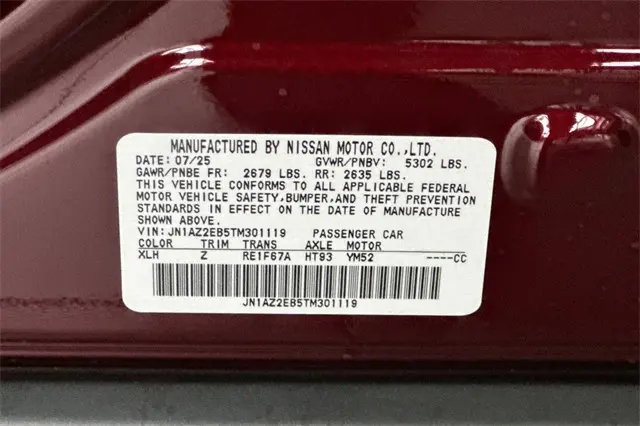 MANUFACTURED BY NISSAN MOTOR CO.,LTD.
DATE: 07/25 GVWR/PNBV: 5302 LBS.
GAWR/PNBE FR: 2679 LBS. RR: 2635 LBS.
THIS VEHICLE CONFORMS TO ALL APPLICABLE FEDERAL
MOTOR VEHICLE SAFETY,BUMPER,AND THEFT PREVENTION
STANDARDS IN EFFECT ON THE DATE OF MANUFACTURE
SHOWN ABOVE.
VIN: JN1AZ2EB5TM301119 PASSENGER CAR
COLOR TRIM TRANS AXLE MOTOR
XLH Z RE1F67A HT93 YM52 ----CC
JN1AZ2EB5TM301119